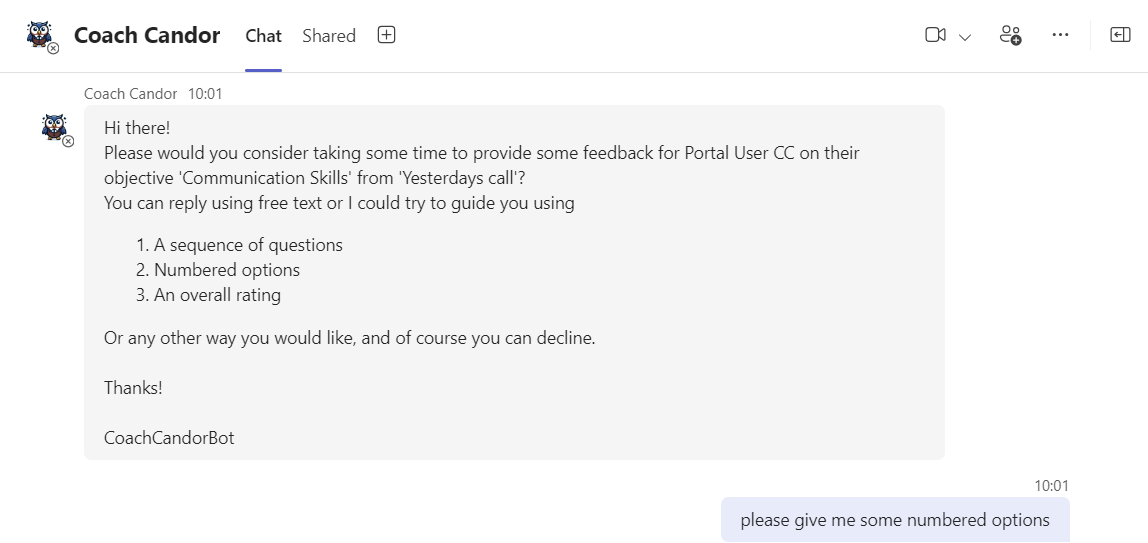 Coach Candor Chat Shared
Coach Candor 10:01
Hi there!
Please would you consider taking some time to provide some feedback for Portal User CC on their
objective 'Communication Skills' from 'Yesterdays call'?
You can reply using free text or I could try to guide you using
1. A sequence of questions
2. Numbered options
3. An overall rating
Or any other way you would like, and of course you can decline.
Thanks!
CoachCandorBot
10:01
please give me some numbered options